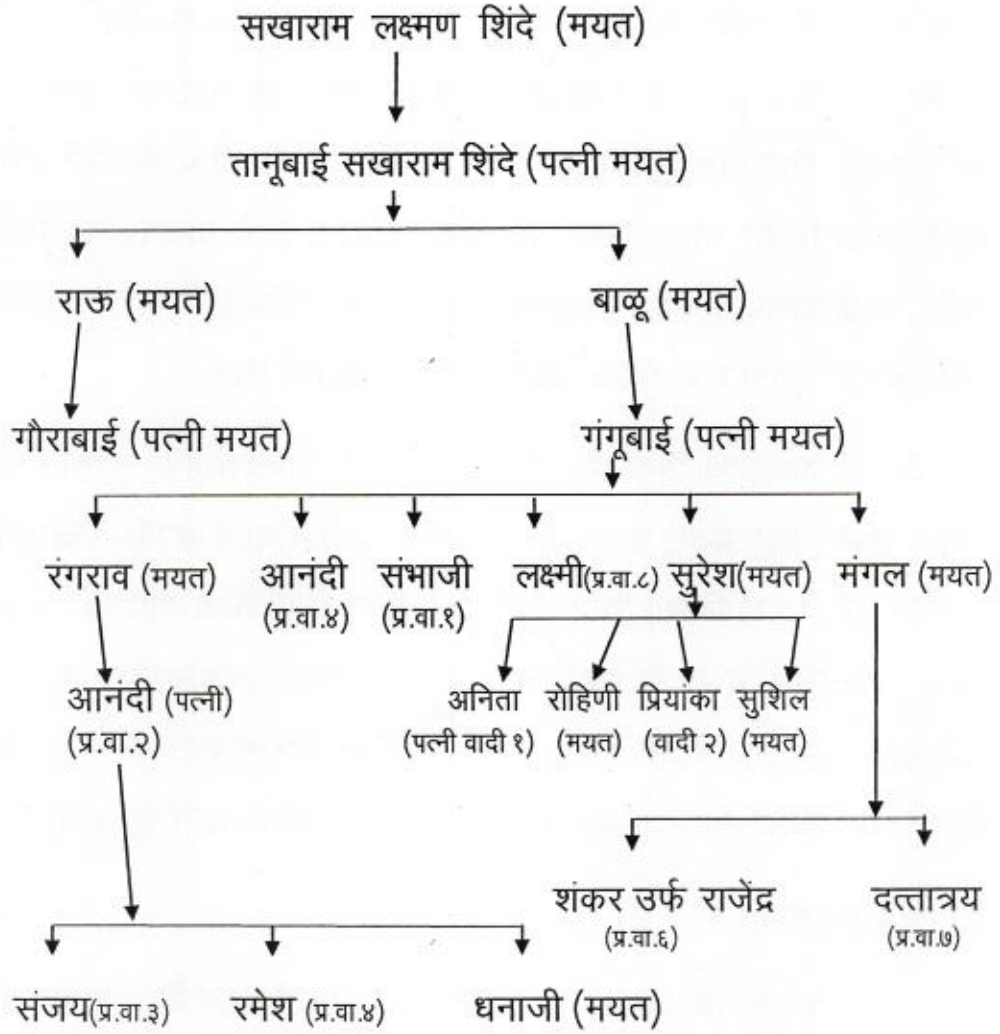 सखाराम लक्ष्मण शिंदे (मयत)
तानूबाई सखाराम शिंदे (पत्नी मयत)
राऊ (मयत) बाळू (मयत)
गौराबाई (पत्नी मयत) गंगूबाई (पत्नी मयत)
रंगराव (मयत) आनंदी संभाजी लक्ष्मी(प्र.वा.८) सुरेश(मयत) मंगल (मयत)
(प्र.वा.४) (प्र.वा.१)
आनंदी (पत्नी) अनिता रोहिणी प्रियांका सुशिल
(प्र.वा.२) (पत्नी वादी १) (मयत) (वादी २) (मयत)
शंकर उर्फ राजेंद्र दत्तात्रय
(प्र.वा.६) (प्र.वा.७)
संजय(प्र.वा.३) रमेश (प्र.वा.४) धनाजी (मयत)